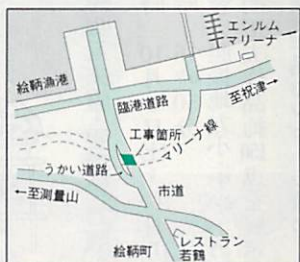 エンルム
マリーナ
絵鞆漁港
臨港道路
至祝津→
工事箇所
マリーナ線
うかい道路
←至測量山
市道
レストラン
若鶴
絵鞆町